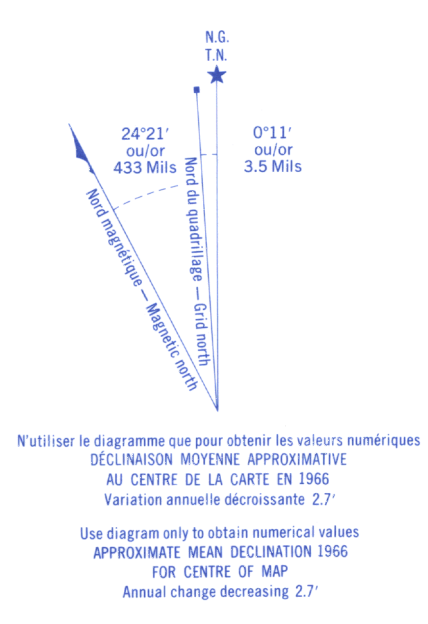 N.G.
T.N.
24°21′
ou/or
433 Mils
0°11′
ou/or
3.5 Mils
Nord magnétique — Magnetic north
Nord du quadrillage — Grid north
N'utiliser le diagramme que pour obtenir les valeurs numériques
DÉCLINAISON MOYENNE APPROXIMATIVE
AU CENTRE DE LA CARTE EN 1966
Variation annuelle décroissante 2.7′
Use diagram only to obtain numerical values
APPROXIMATE MEAN DECLINATION 1966
FOR CENTRE OF MAP
Annual change decreasing 2.7′